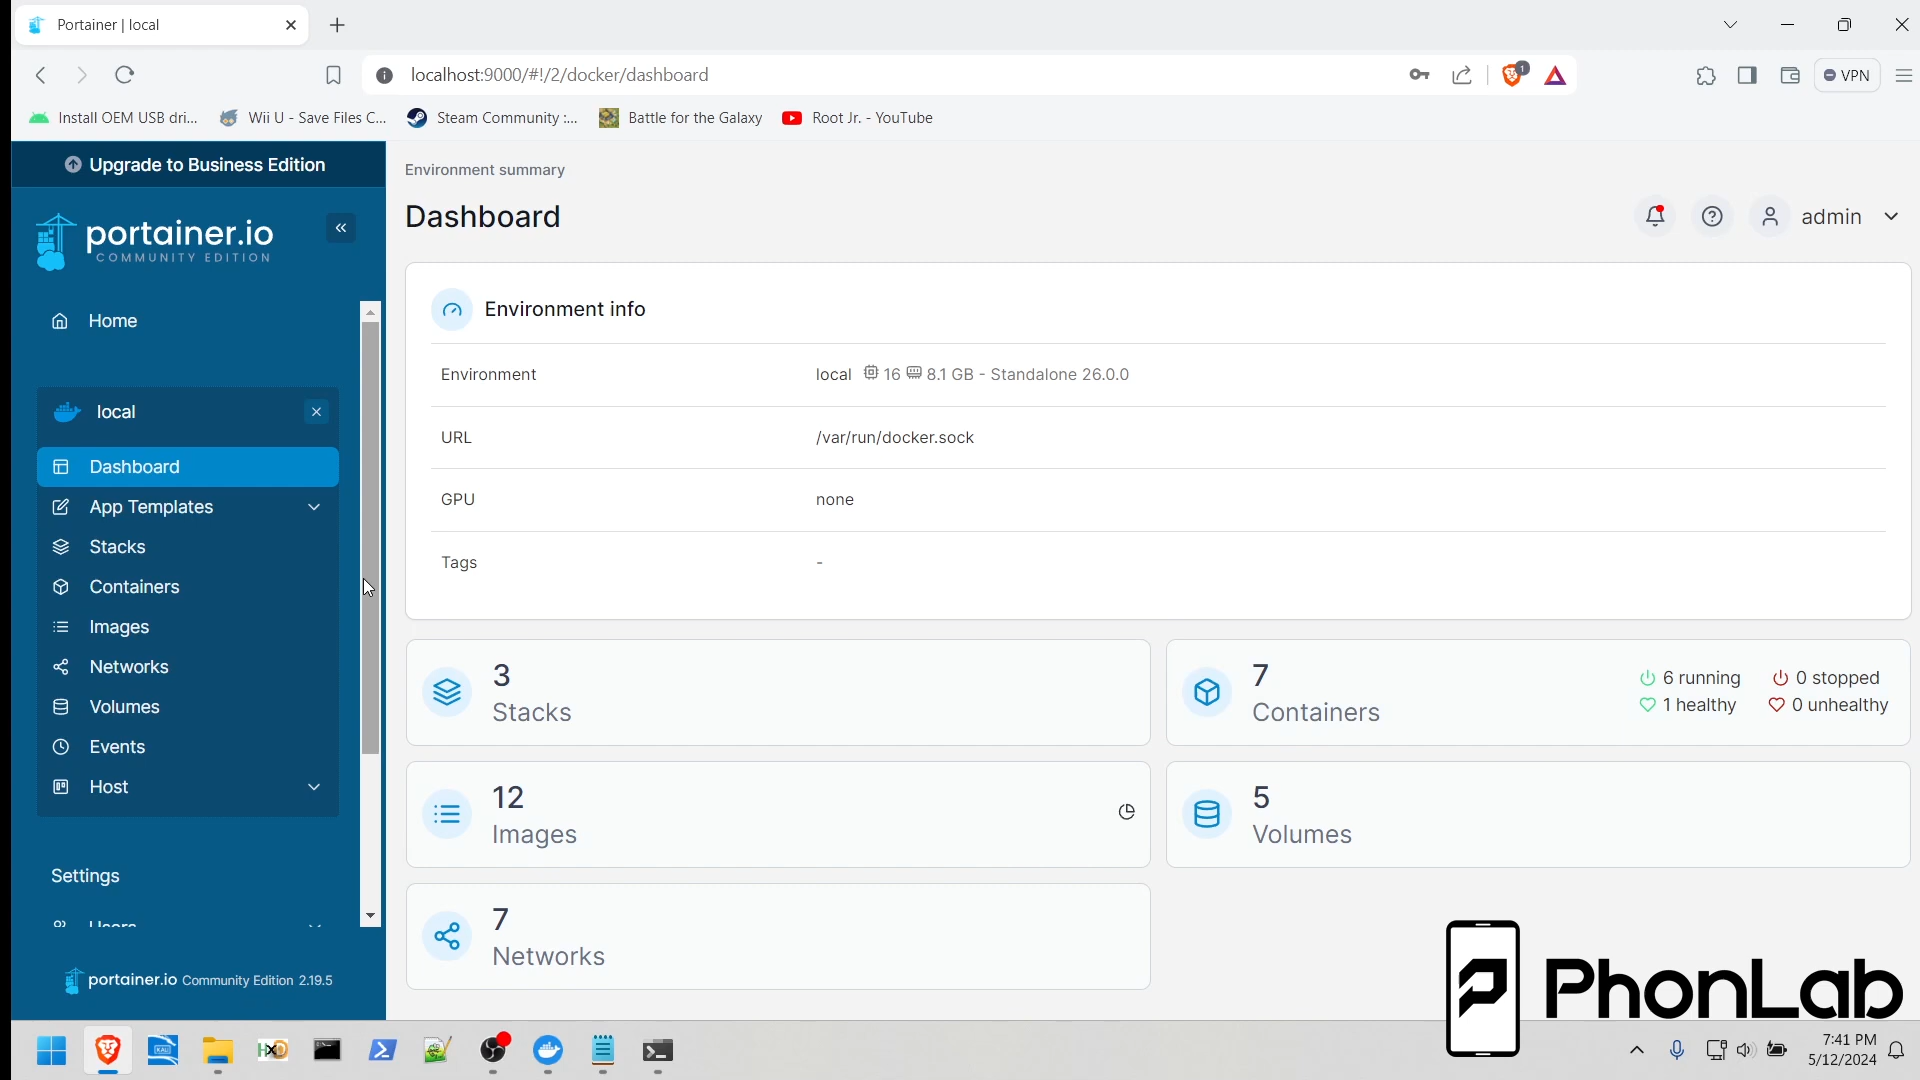 Portainer | local
localhost:9000/#!/2/docker/dashboard
1
VPN
Install OEM USB dri...
Wii U - Save Files C...
Steam Community :...
Battle for the Galaxy
Root Jr. - YouTube
Upgrade to Business Edition
portainer.io
COMMUNITY EDITION
Home
local
Dashboard
App Templates
Stacks
Containers
Images
Networks
Volumes
Events
Host
Settings
Users
portainer.io Community Edition 2.19.5
Environment summary
Dashboard
admin
Environment info
Environment local 16 8.1 GB - Standalone 26.0.0
URL /var/run/docker.sock
GPU none
Tags -
3
Stacks
7
Containers
6 running 0 stopped
1 healthy 0 unhealthy
12
Images
5
Volumes
7
Networks
PhonLab
7:41 PM
5/12/2024